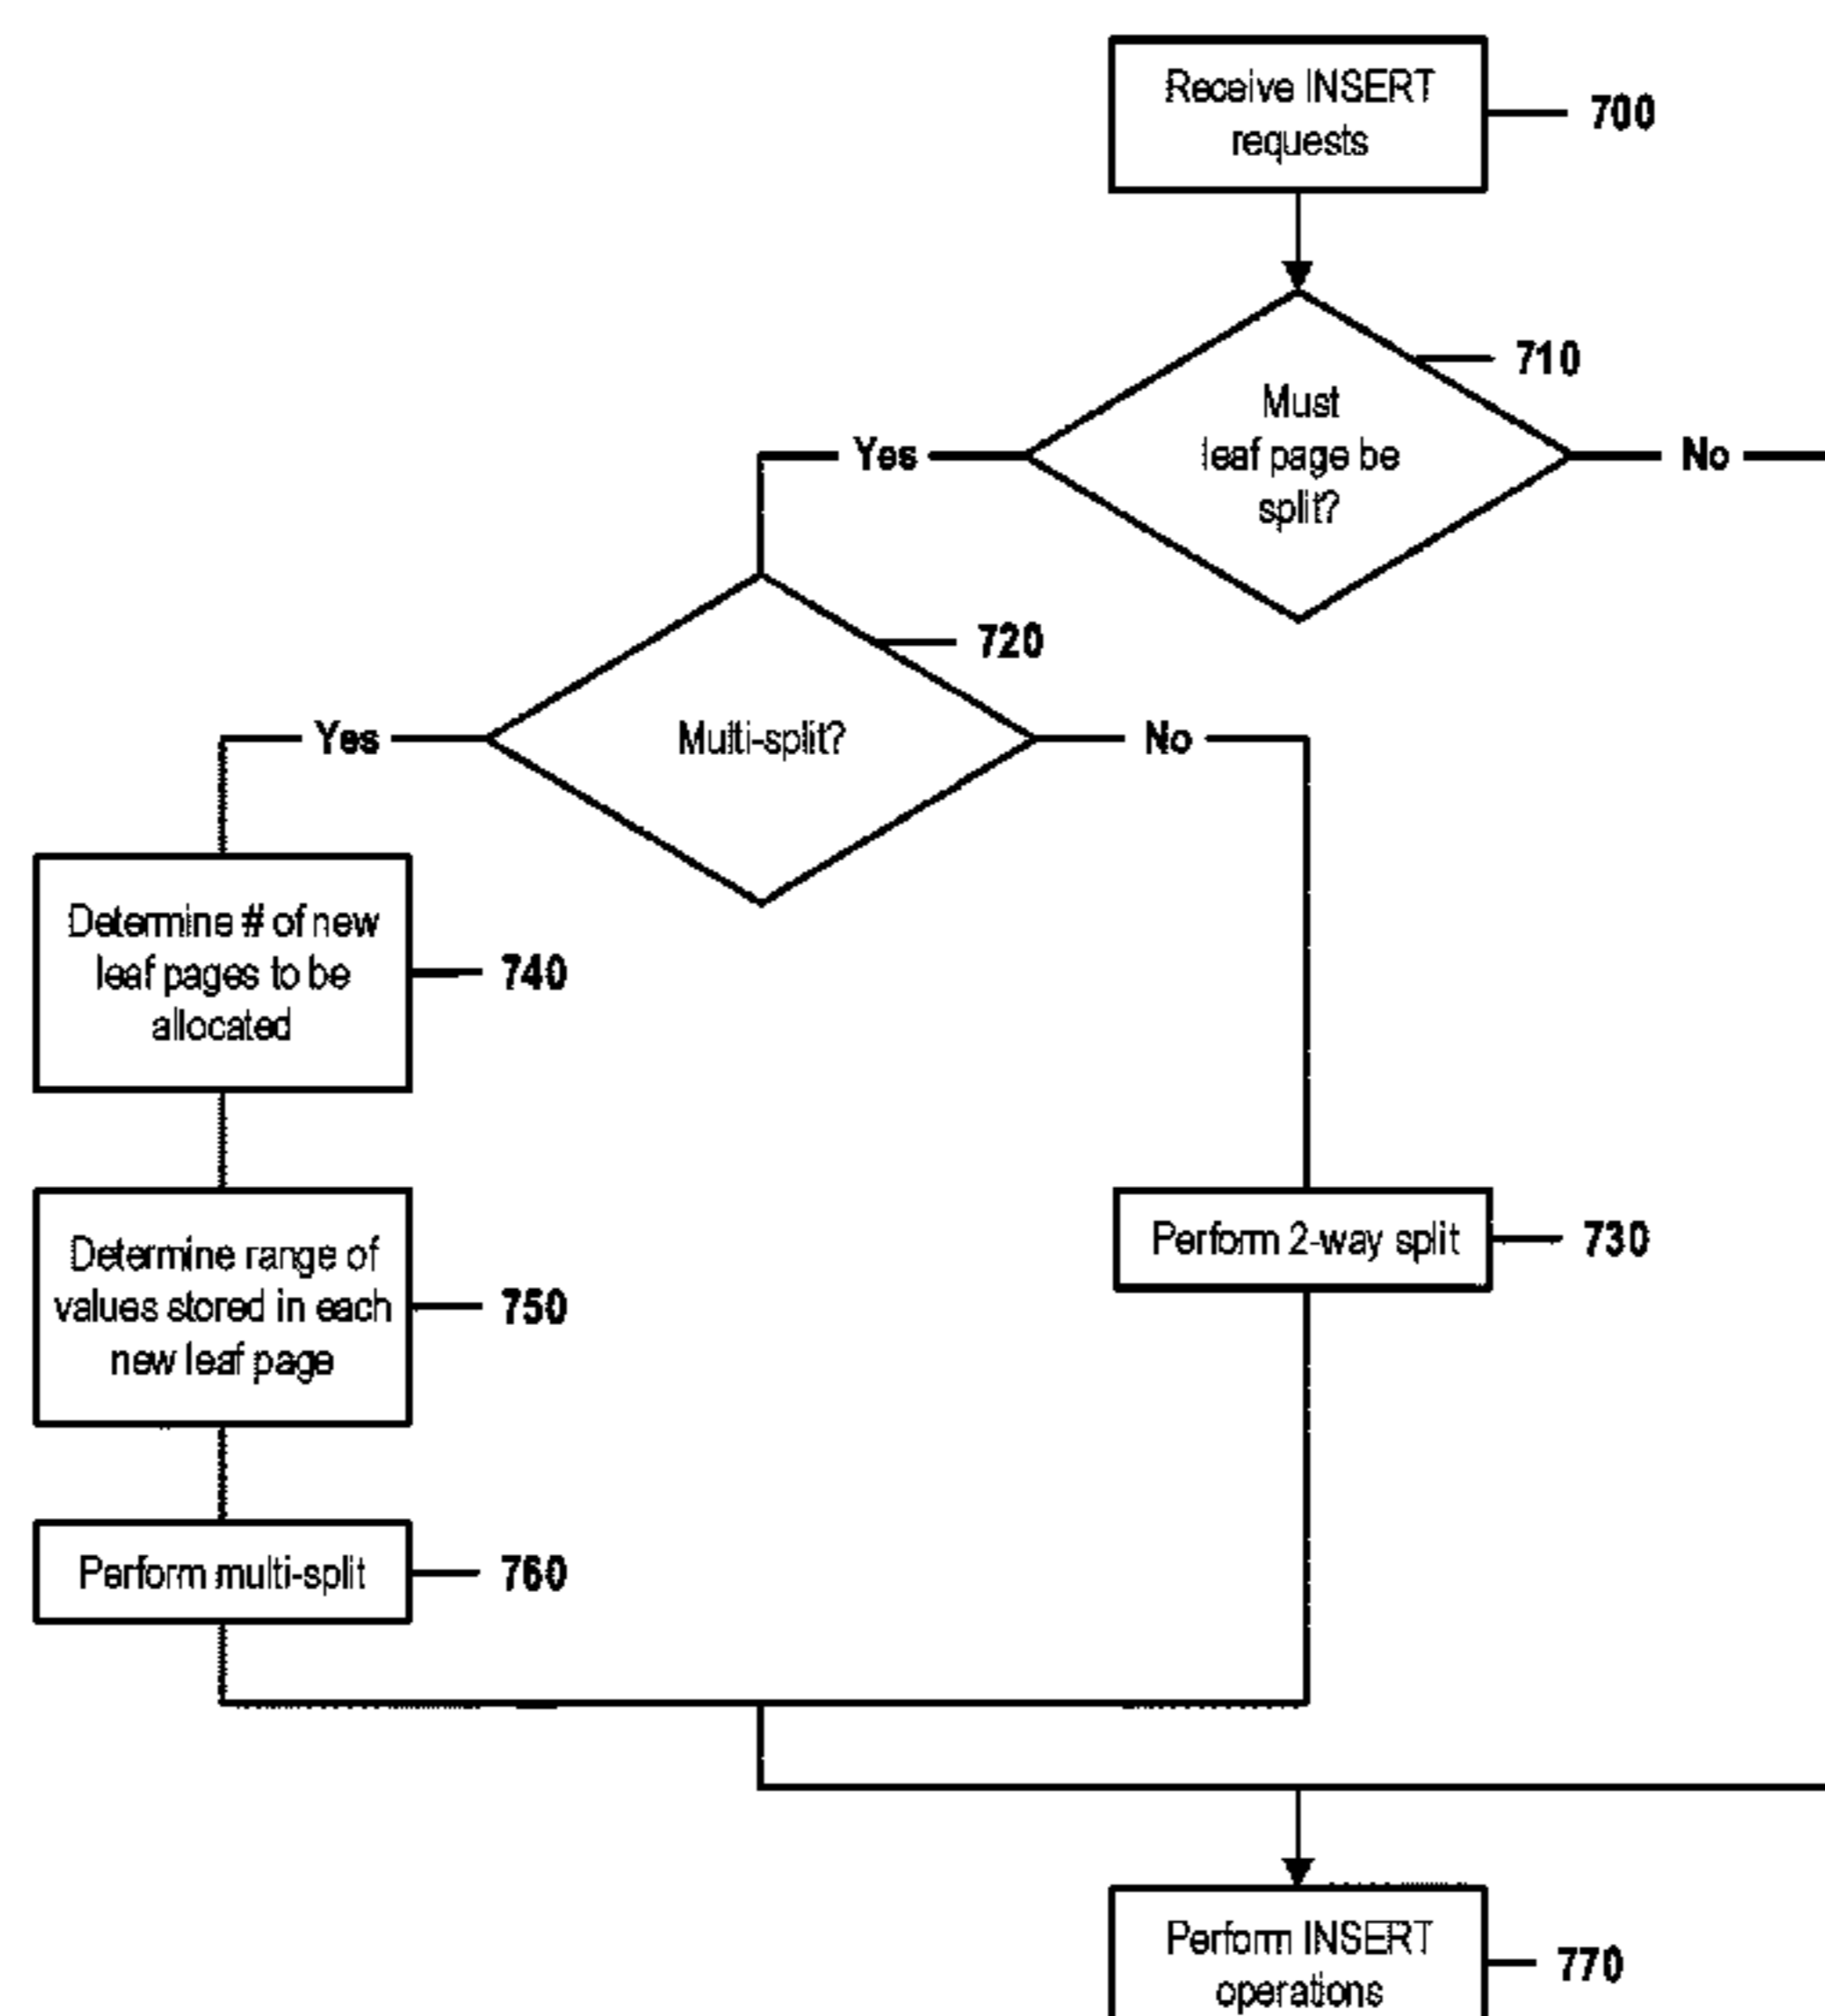 Receive INSERT
requests
700
710
Must
leaf page be
split?
Yes
No
720
Multi-split?
Yes
No
Determine # of new
leaf pages to be
allocated
740
Determine range of
values stored in each
new leaf page
750
Perform 2-way split
730
Perform multi-split
760
Perform INSERT
operations
770